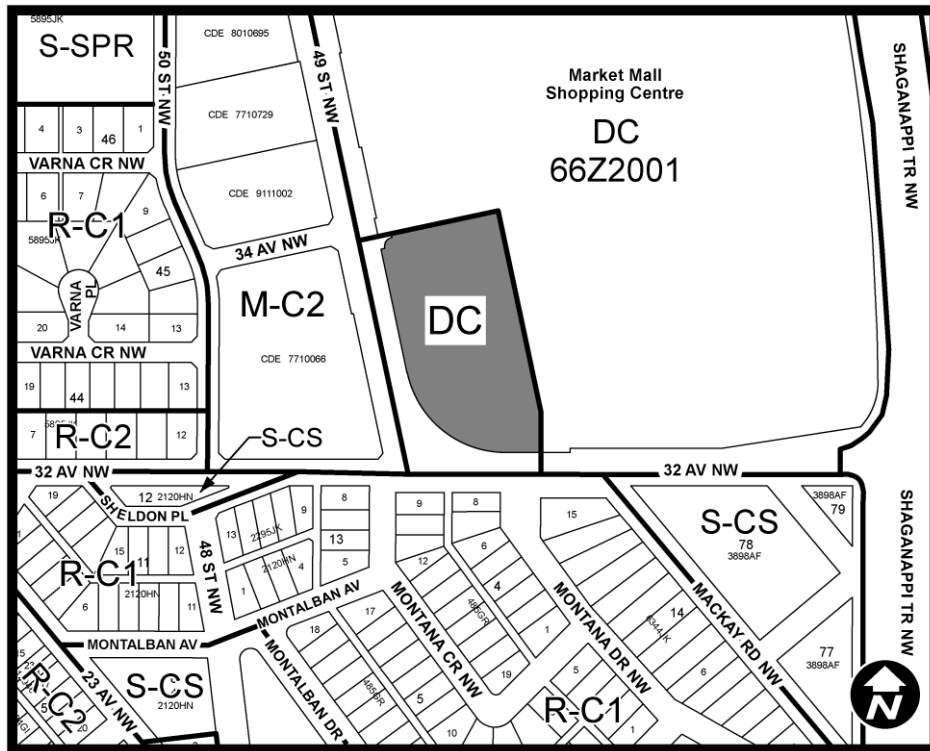 5895JK
S-SPR
50 ST NW
CDE 8010695
49 ST NW
Market Mall
Shopping Centre
DC
66Z2001
SHAGANAPPI TR NW
4
3
46
1
CDE 7710729
VARNA CR NW
6
7
9
CDE 9111002
R-C1
5895JK
34 AV NW
45
VARNA
PL
M-C2
DC
20
14
13
VARNA CR NW
CDE 7710066
19
44
13
7
R-C2
12
S-CS
32 AV NW
32 AV NW
19
12 2120HN
SHELDON PL
13
2295JK
9
8
9
8
15
S-CS
78
3898AF
3898AF
79
SHAGANAPPI TR NW
15
11
12
R-C1
2120HN
48 ST NW
13
5
12
6
2120HN
4
1
4
6
11
MONTALBAN AV
MONTALBAN AV
MONTANA CR NW
485GR
MONTANA DR NW
MACKAY RD NW
14
6
77
3898AF
18
17
1
19
5
23 AV NW
S-CS
2120HN
MONTALBAN DR
485GR
5
R-C1
10
1
R-C2
5
20
N